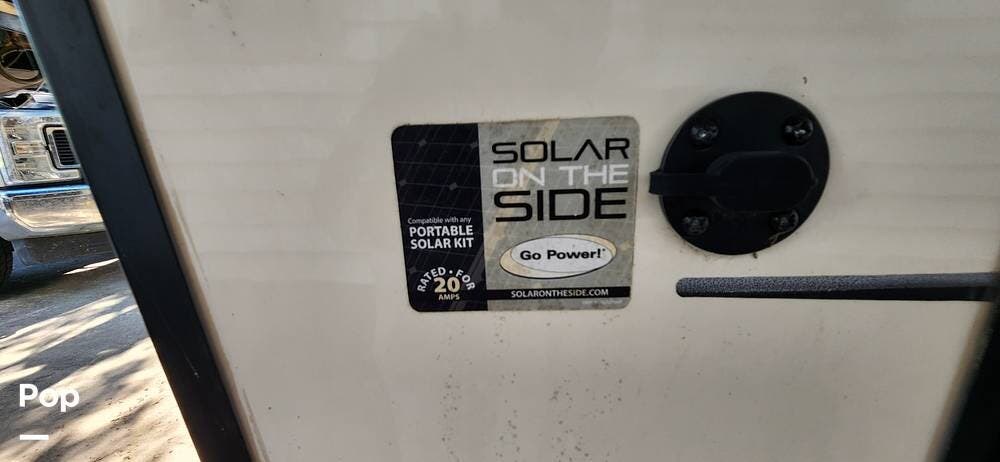 SOLAR
ON THE
SIDE
Compatible with any
PORTABLE
SOLAR KIT
Go Power!
RATED • FOR
20
AMPS
SOLARONTHESIDE.COM
Pop